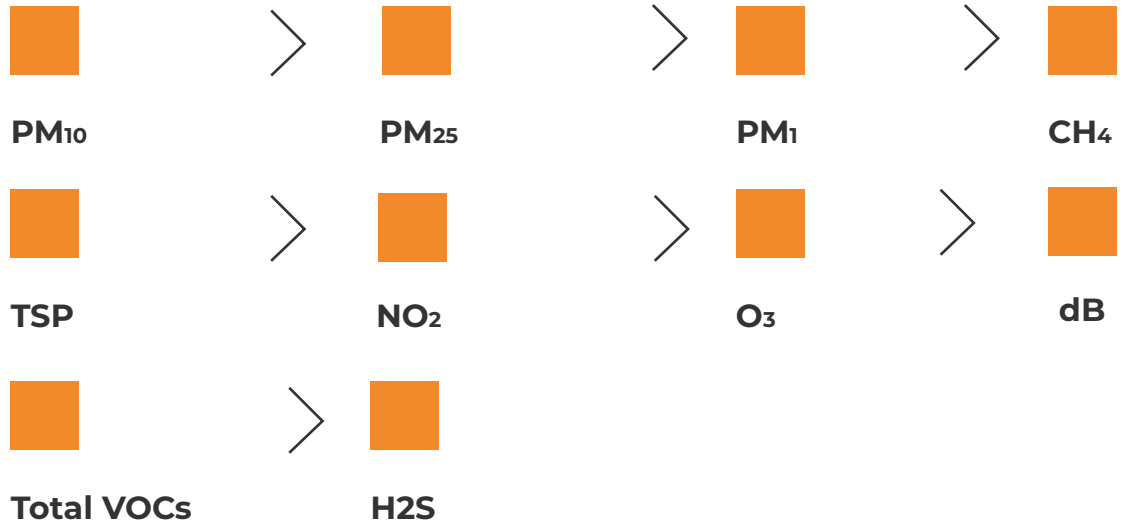 PM₁₀ PM₂₅ PM₁ CH₄
TSP NO₂ O₃ dB
Total VOCs H2S